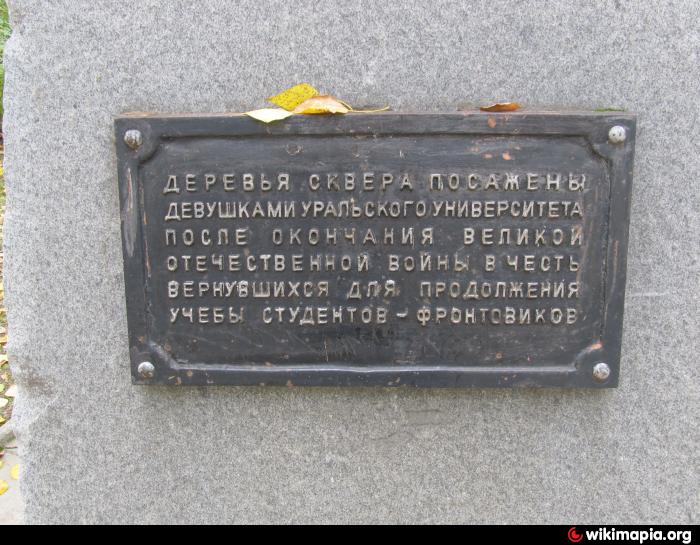 ДЕРЕВЬЯ СКВЕРА ПОСАЖЕНЫ
ДЕВУШКАМИ УРАЛЬСКОГО УНИВЕРСИТЕТА
ПОСЛЕ ОКОНЧАНИЯ ВЕЛИКОЙ
ОТЕЧЕСТВЕННОЙ ВОЙНЫ В ЧЕСТЬ
ВЕРНУВШИХСЯ ДЛЯ ПРОДОЛЖЕНИЯ
УЧЕБЫ СТУДЕНТОВ – ФРОНТОВИКОВ
wikimapia.org